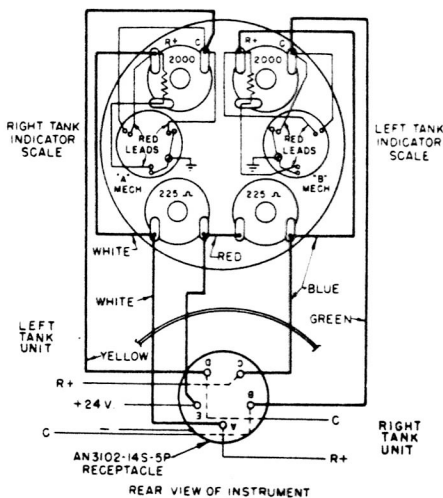 R+
C
R+
C
2000
2000
RIGHT TANK
INDICATOR
SCALE
LEFT TANK
INDICATOR
SCALE
RED
LEADS
RED
LEADS
"A"
MECH
"B"
MECH
225 Ω
225 Ω
WHITE
RED
WHITE
BLUE
GREEN
LEFT
TANK
UNIT
YELLOW
R+
+24 V.
C
D
C
E
B
A
C
RIGHT
TANK
UNIT
R+
AN3102-14S-5P
RECEPTACLE
REAR VIEW OF INSTRUMENT